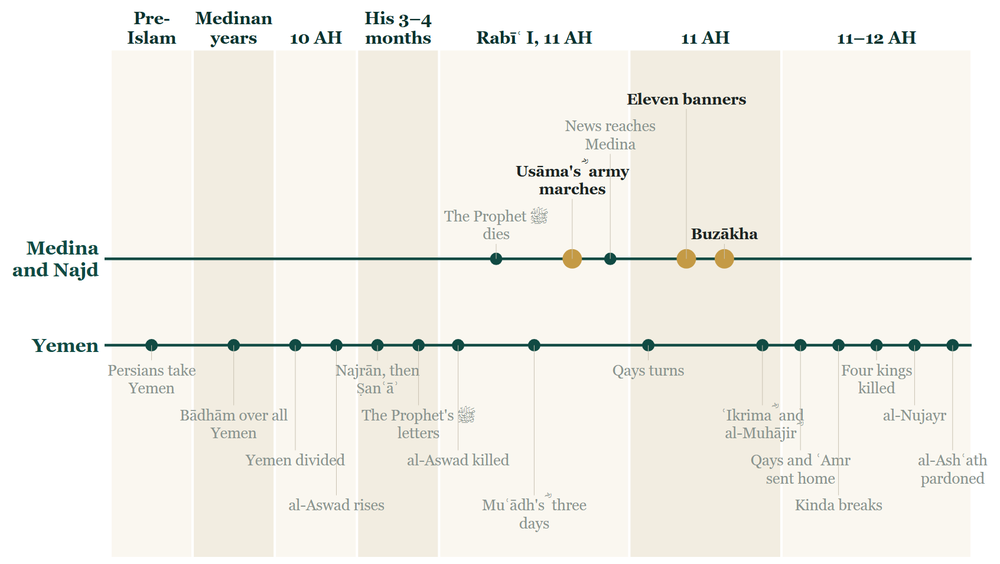 Pre-
Islam
Medinan
years
10 AH
His 3–4
months
Rabīʿ I, 11 AH
11 AH
11–12 AH
Eleven banners
News reaches
Medina
Usāma's ؓ army
marches
The Prophet ﷺ
dies
Buzākha
Medina
and Najd
Yemen
Persians take
Yemen
Najrān, then
Ṣanʿāʾ
Qays turns
Four kings
killed
Bādhām over all
Yemen
The Prophet's ﷺ
letters
ʿIkrima ؓ and
al-Muhājir ؓ
al-Nujayr
Yemen divided
al-Aswad killed
Qays and ʿAmr
sent home
al-Ashʿath
pardoned
al-Aswad rises
Muʿādh's ؓ three
days
Kinda breaks